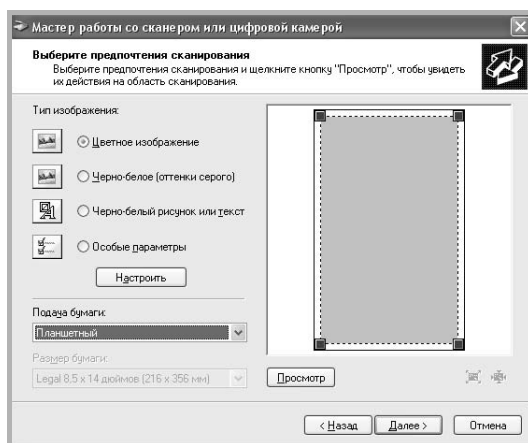 Мастер работы со сканером или цифровой камерой
Выберите предпочтения сканирования
Выберите предпочтения сканирования и щелкните кнопку "Просмотр", чтобы увидеть
их действия на область сканирования.
Тип изображения:
Цветное изображение
Черно-белое (оттенки серого)
Черно-белый рисунок или текст
Особые параметры
Настроить
Подача бумаги:
Планшетный
Размер бумаги:
Legal 8,5 x 14 дюймов (216 x 356 мм)
Просмотр
< Назад
Далее >
Отмена